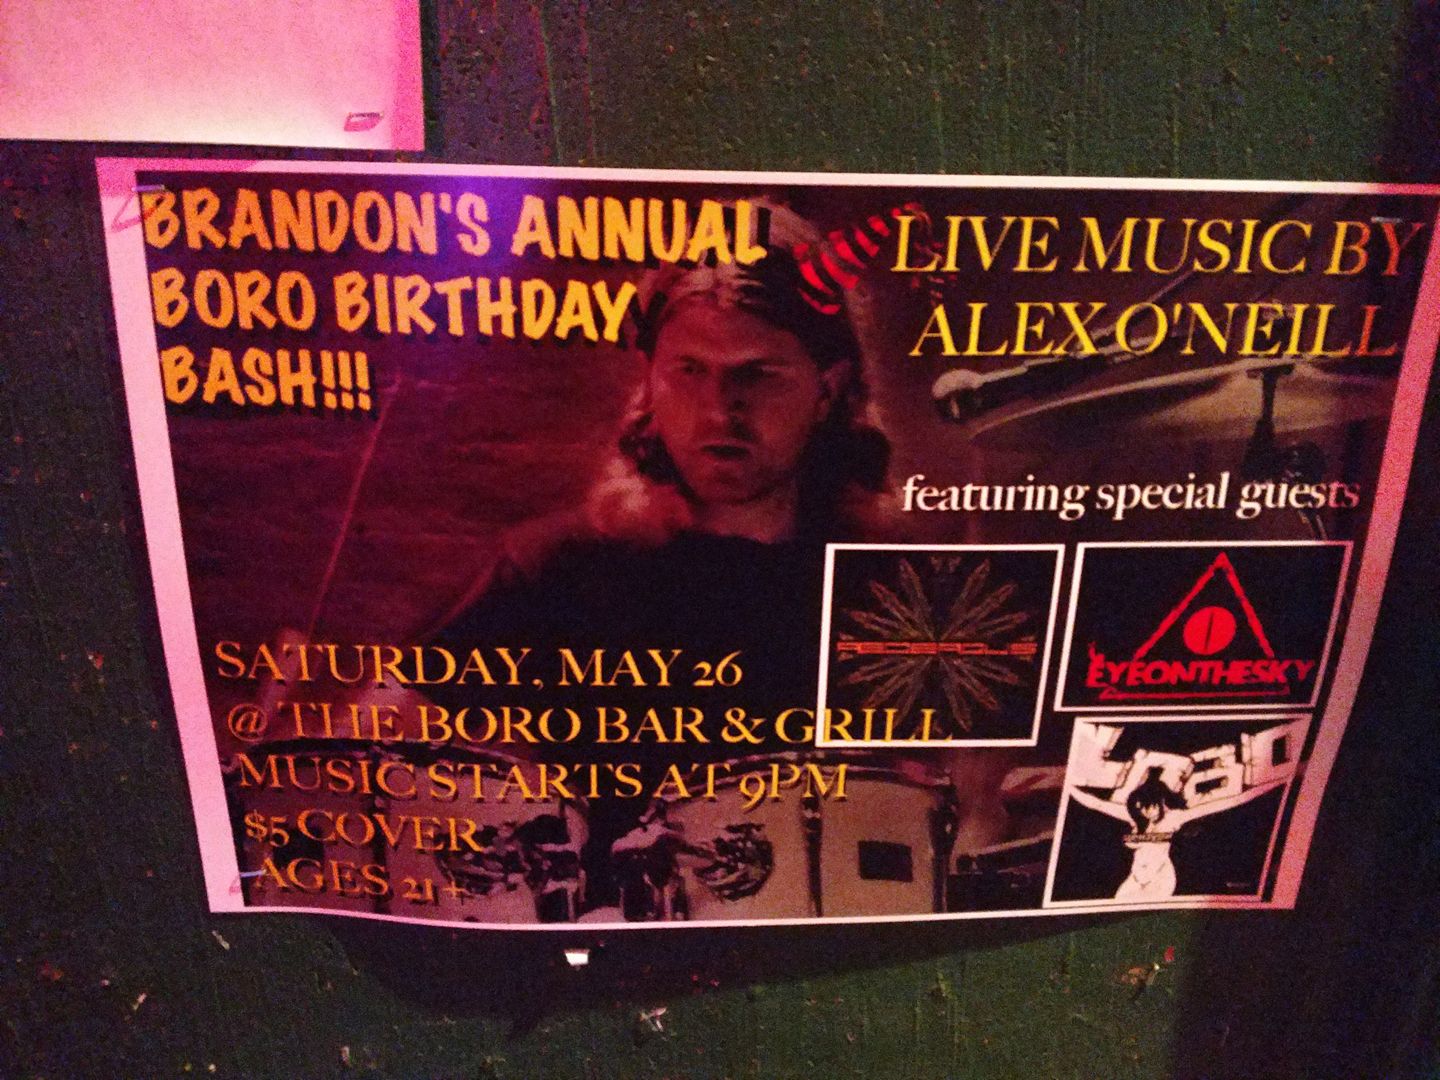 BRANDON'S ANNUAL
BORO BIRTHDAY
BASH!!!
LIVE MUSIC BY
ALEX O'NEILL
featuring special guests
EYEONTHESKY
SATURDAY, MAY 26
@ THE BORO BAR & GRILL
MUSIC STARTS AT 9PM
$5 COVER
AGES 21+